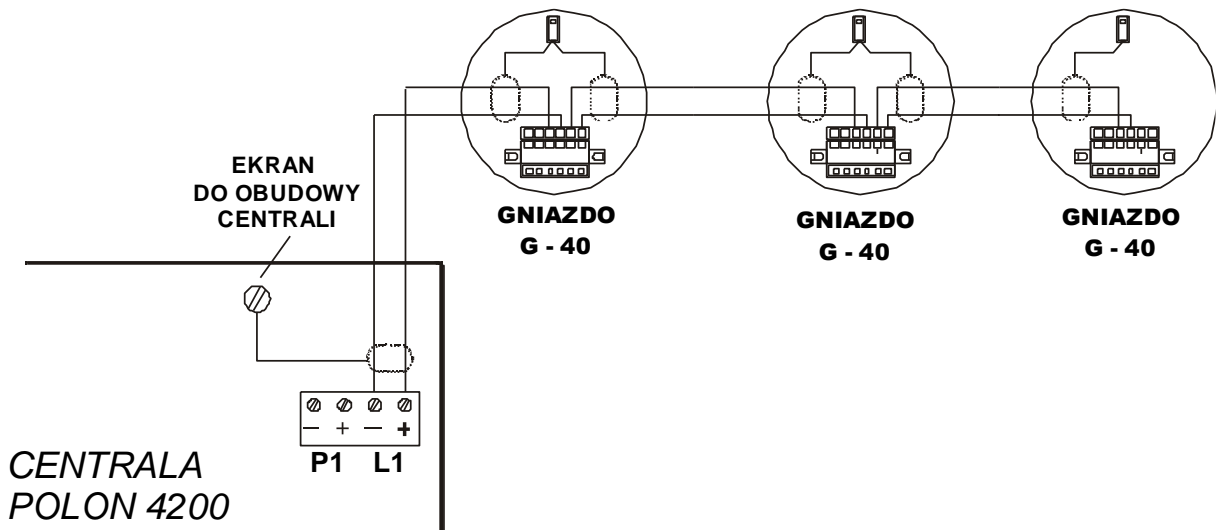 EKRAN
DO OBUDOWY
CENTRALI
GNIAZDO
G - 40
GNIAZDO
G - 40
GNIAZDO
G - 40
− + − +
P1 L1
CENTRALA
POLON 4200